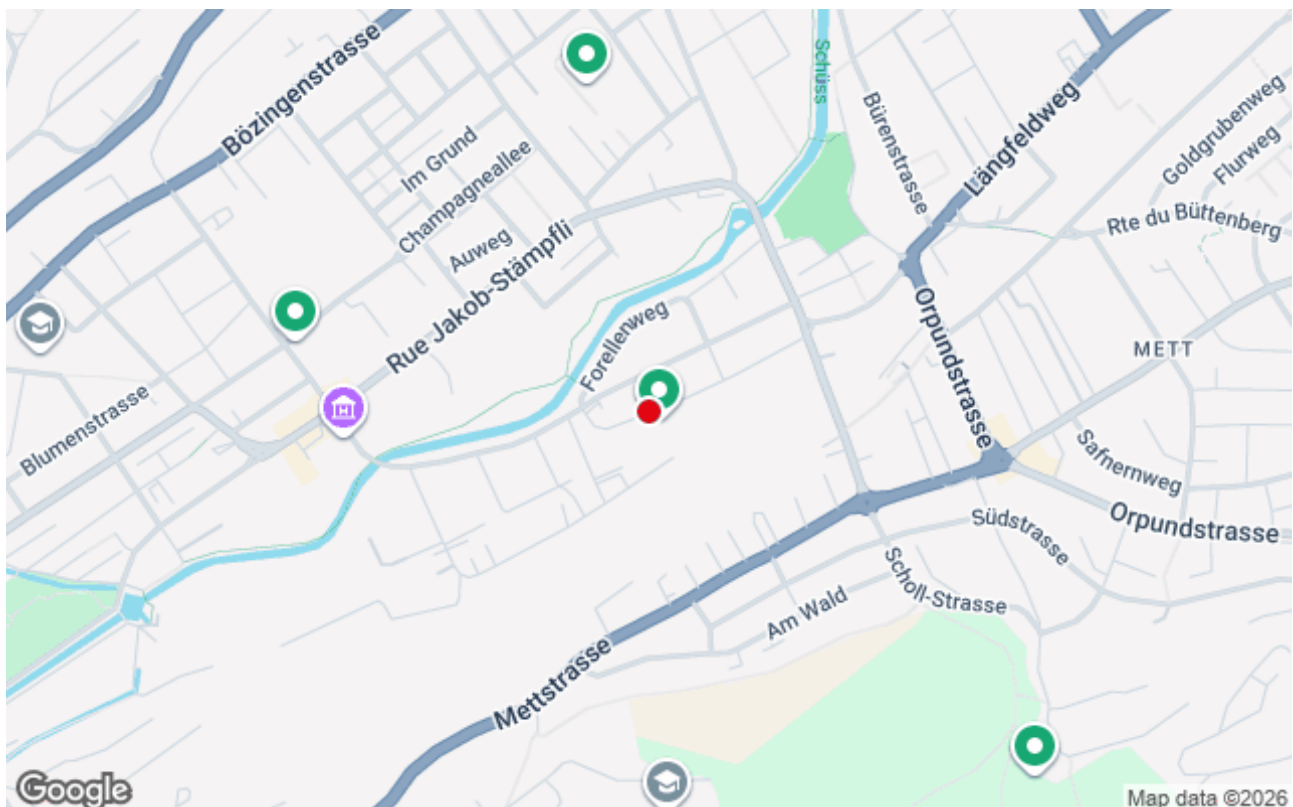 Bözingenstrasse
Schüss
Bürenstrasse
Längfeldweg
Goldgrubenweg
Flurweg
Im Grund
Champagneallee
Auweg
Rte du Büttenberg
Rue Jakob-Stämpfli
Forellenweg
Orpundstrasse
METT
Blumenstrasse
H
Safnernweg
Orpundstrasse
Südstrasse
Scholl-Strasse
Am Wald
Mettstrasse
Google
Map data ©2026